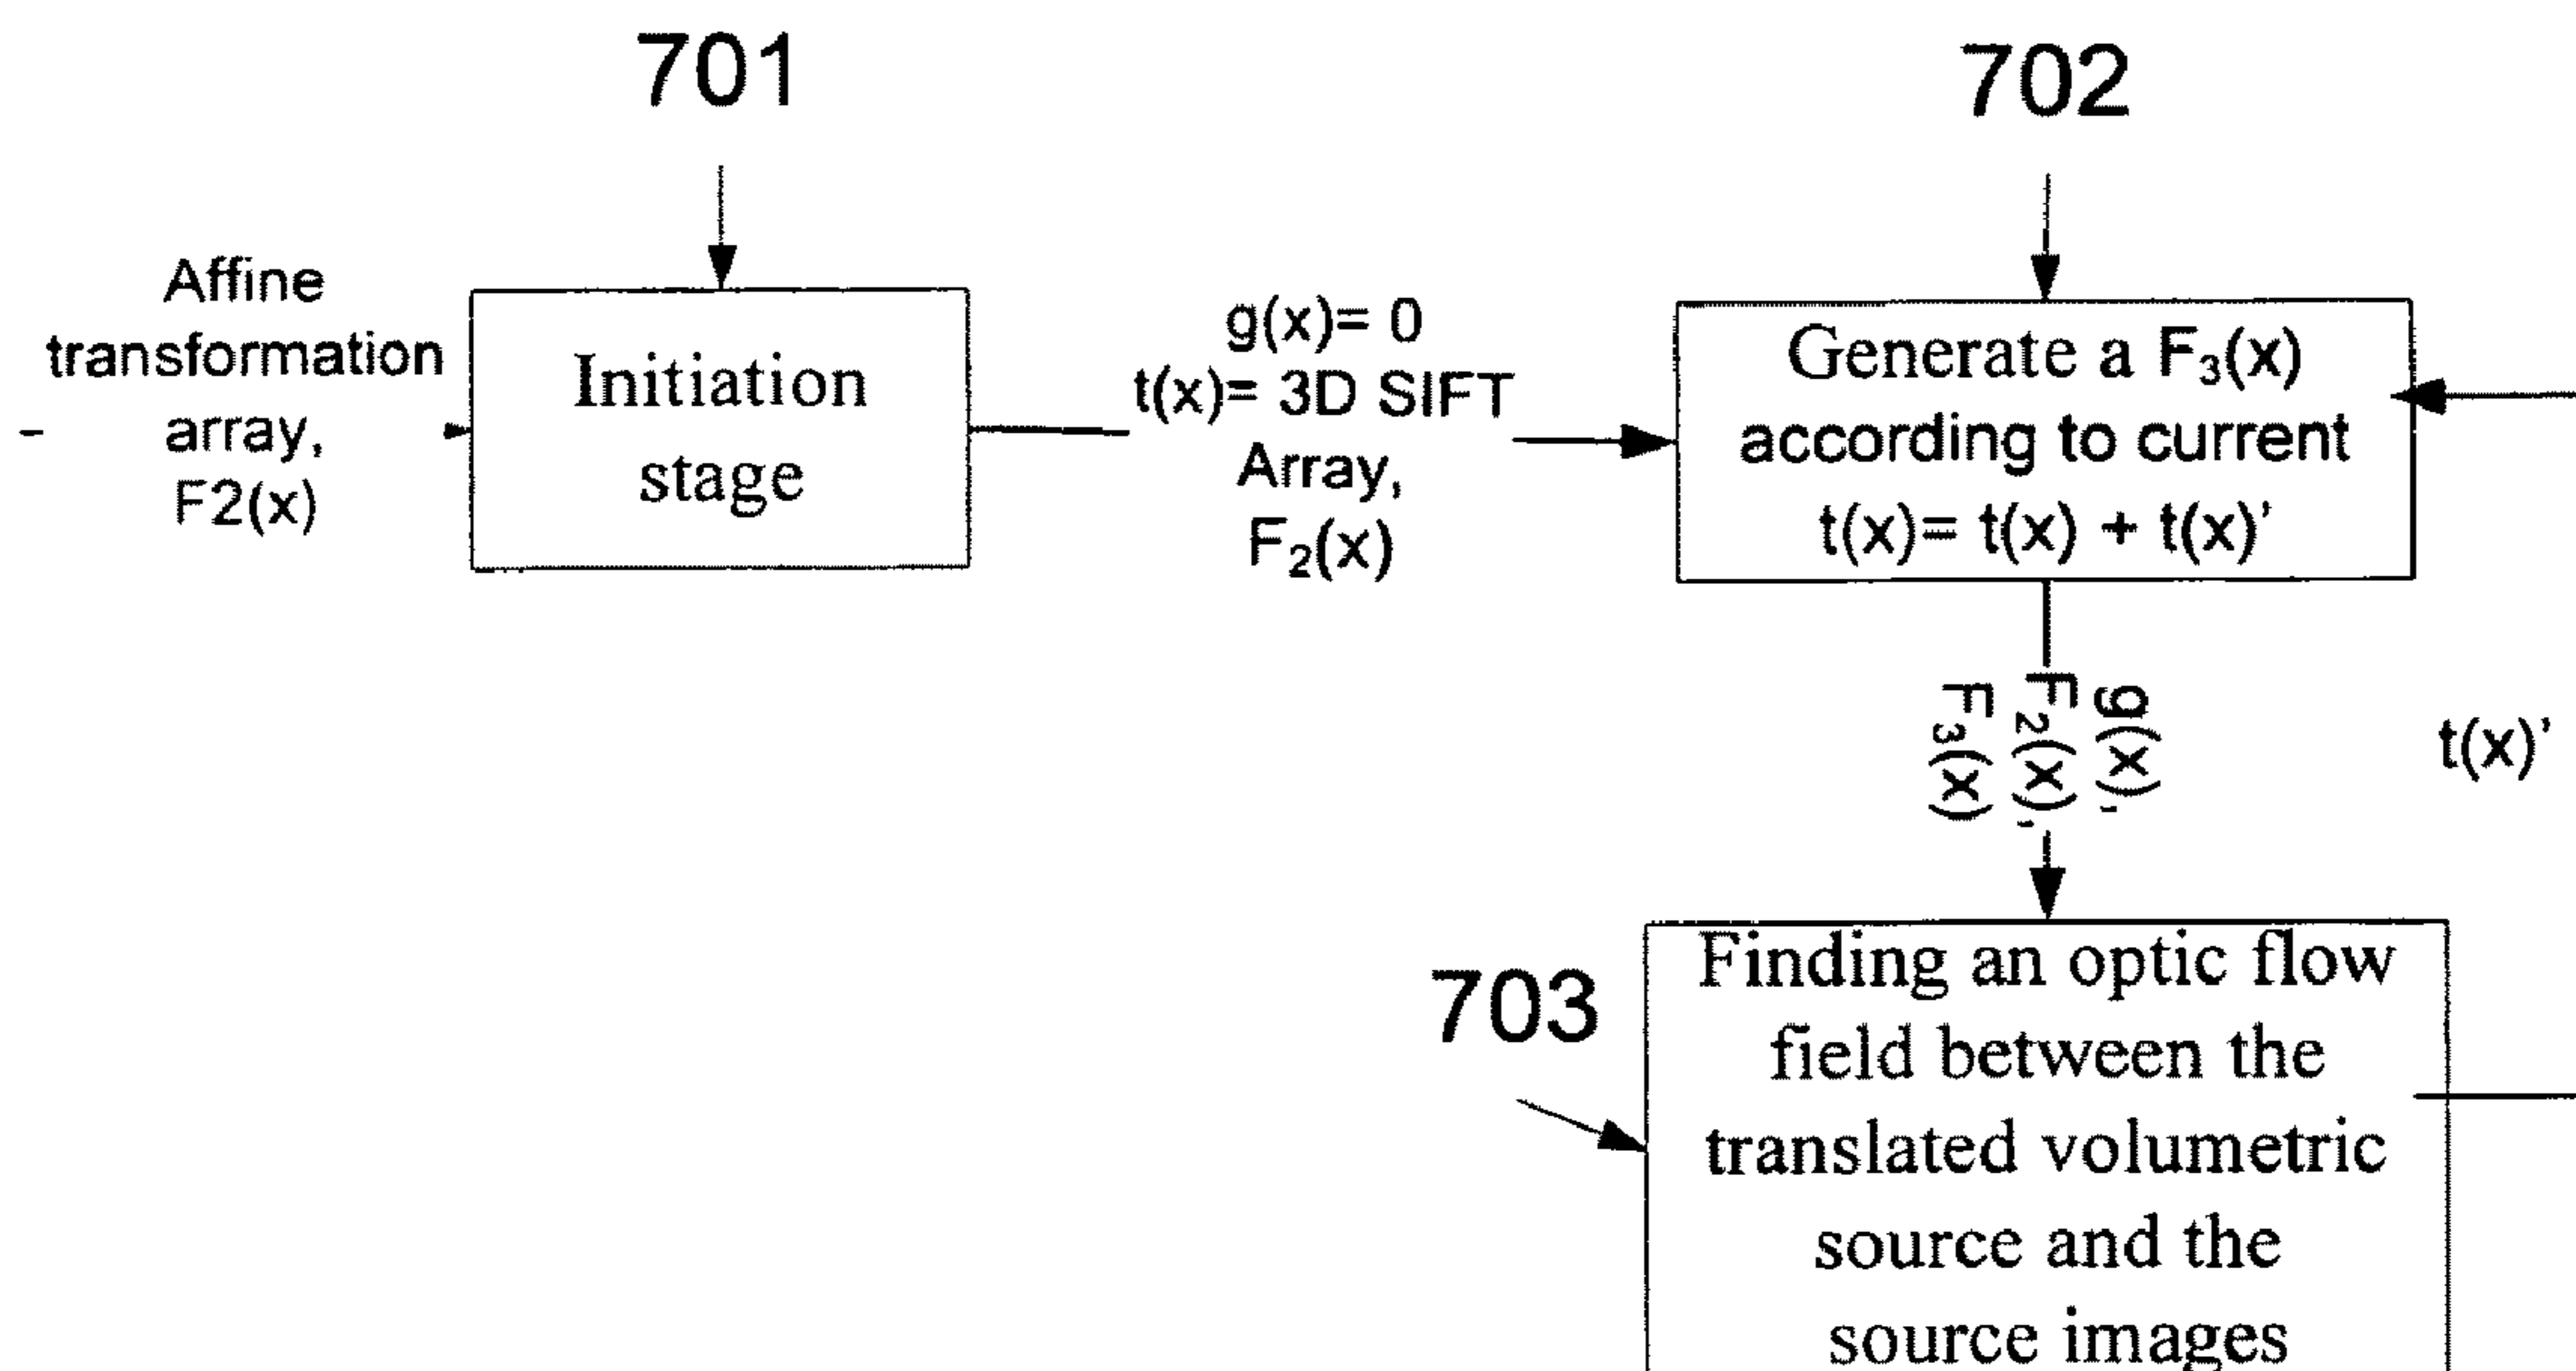 701
702
Affine
transformation
array,
F2(x)
Initiation
stage
g(x)= 0
t(x)= 3D SIFT
Array,
F₂(x)
Generate a F₃(x)
according to current
t(x)= t(x) + t(x)’
g(x),
F₂(x),
F₃(x)
t(x)’
703
Finding an optic flow
field between the
translated volumetric
source and the
source images